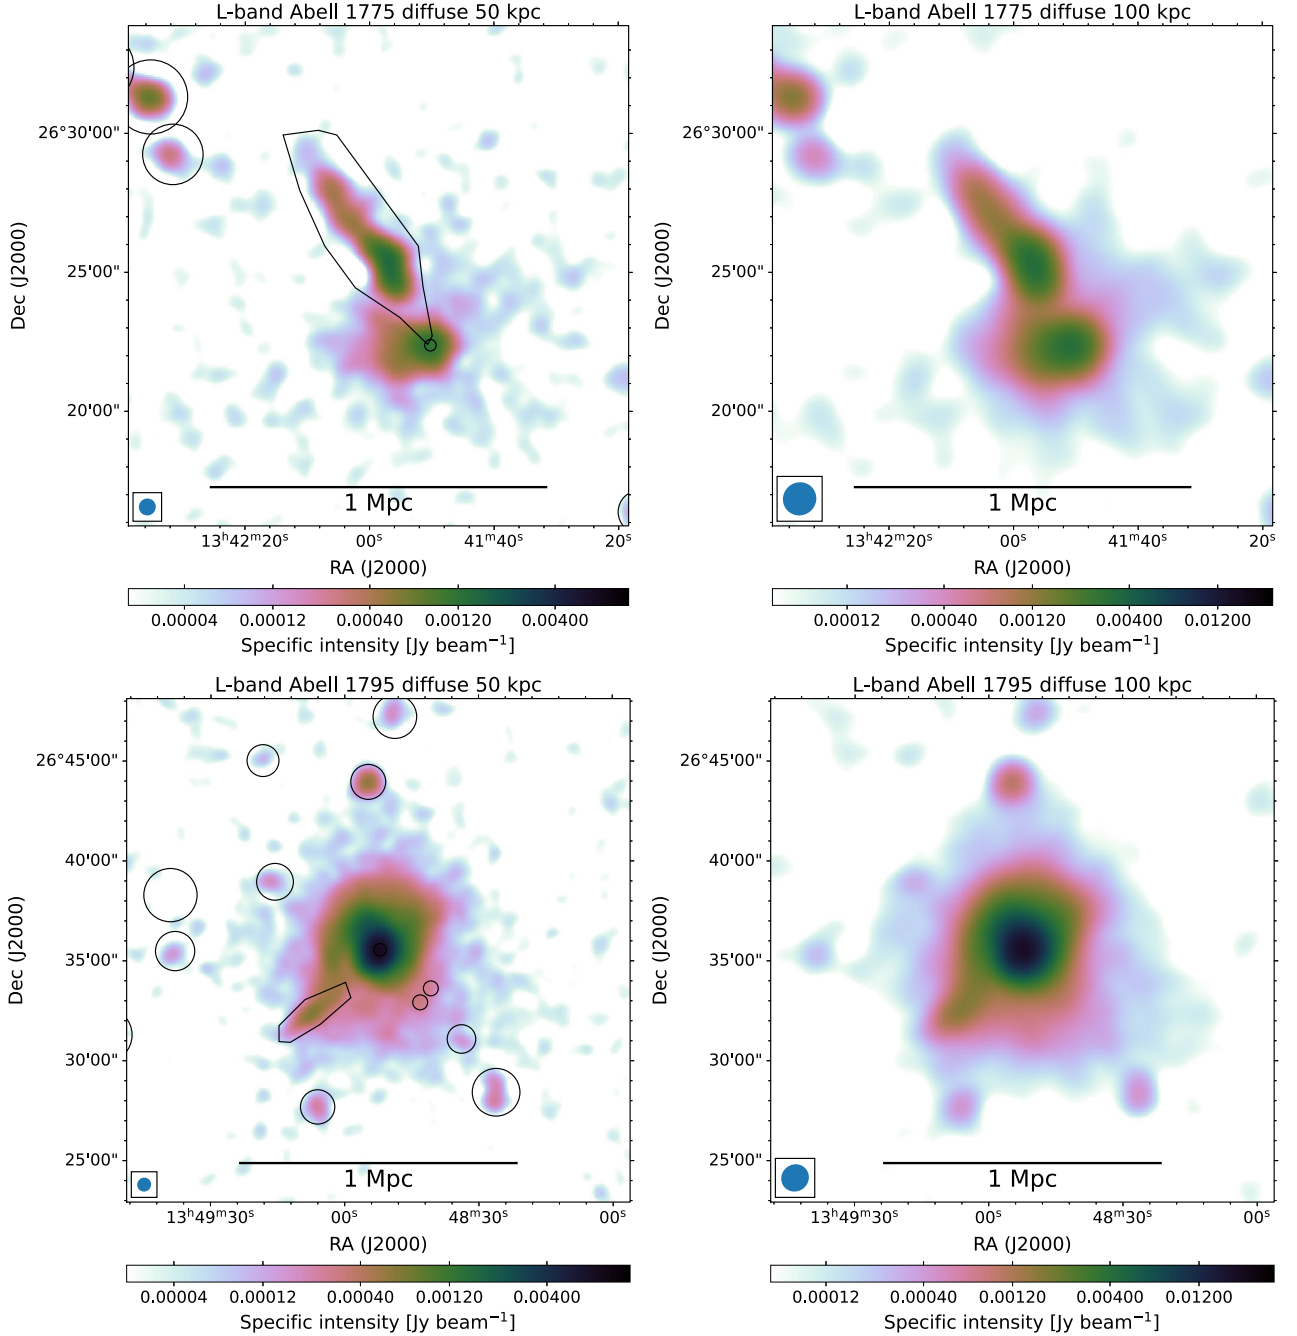 L-band Abell 1775 diffuse 50 kpc
26°30'00"
25'00"
20'00"
Dec (J2000)
1 Mpc
13ʰ42ᵐ20ˢ 00ˢ 41ᵐ40ˢ 20ˢ
RA (J2000)
0.00004 0.00012 0.00040 0.00120 0.00400
Specific intensity [Jy beam⁻¹]
L-band Abell 1775 diffuse 100 kpc
26°30'00"
25'00"
20'00"
Dec (J2000)
1 Mpc
13ʰ42ᵐ20ˢ 00ˢ 41ᵐ40ˢ 20ˢ
RA (J2000)
0.00012 0.00040 0.00120 0.00400 0.01200
Specific intensity [Jy beam⁻¹]
L-band Abell 1795 diffuse 50 kpc
26°45'00"
40'00"
35'00"
30'00"
25'00"
Dec (J2000)
1 Mpc
13ʰ49ᵐ30ˢ 00ˢ 48ᵐ30ˢ 00ˢ
RA (J2000)
0.00004 0.00012 0.00040 0.00120 0.00400
Specific intensity [Jy beam⁻¹]
L-band Abell 1795 diffuse 100 kpc
26°45'00"
40'00"
35'00"
30'00"
25'00"
Dec (J2000)
1 Mpc
13ʰ49ᵐ30ˢ 00ˢ 48ᵐ30ˢ 00ˢ
RA (J2000)
0.00012 0.00040 0.00120 0.00400 0.01200
Specific intensity [Jy beam⁻¹]